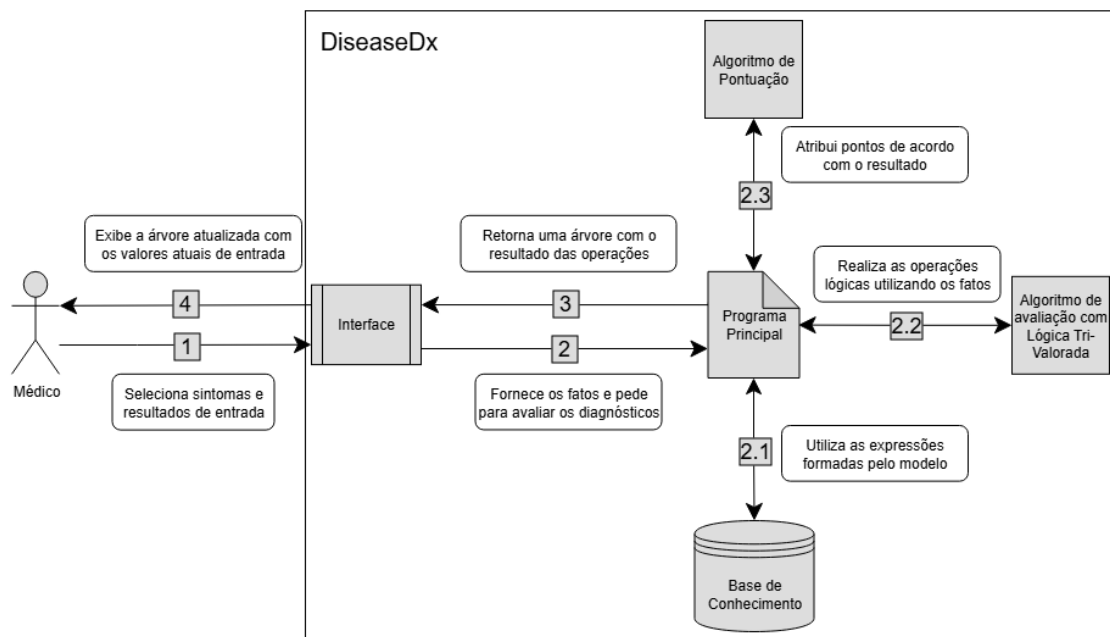 DiseaseDx
Algoritmo de
Pontuação
Atribui pontos de acordo
com o resultado
2.3
Exibe a árvore atualizada com
os valores atuais de entrada
Retorna uma árvore com o
resultado das operações
Realiza as operações
lógicas utilizando os fatos
4
3
Interface
Programa
Principal
2.2
Algoritmo de
avaliação com
Lógica Tri-
Valorada
1
2
Médico
Seleciona sintomas e
resultados de entrada
Fornece os fatos e pede
para avaliar os diagnósticos
2.1
Utiliza as expressões
formadas pelo modelo
Base de
Conhecimento